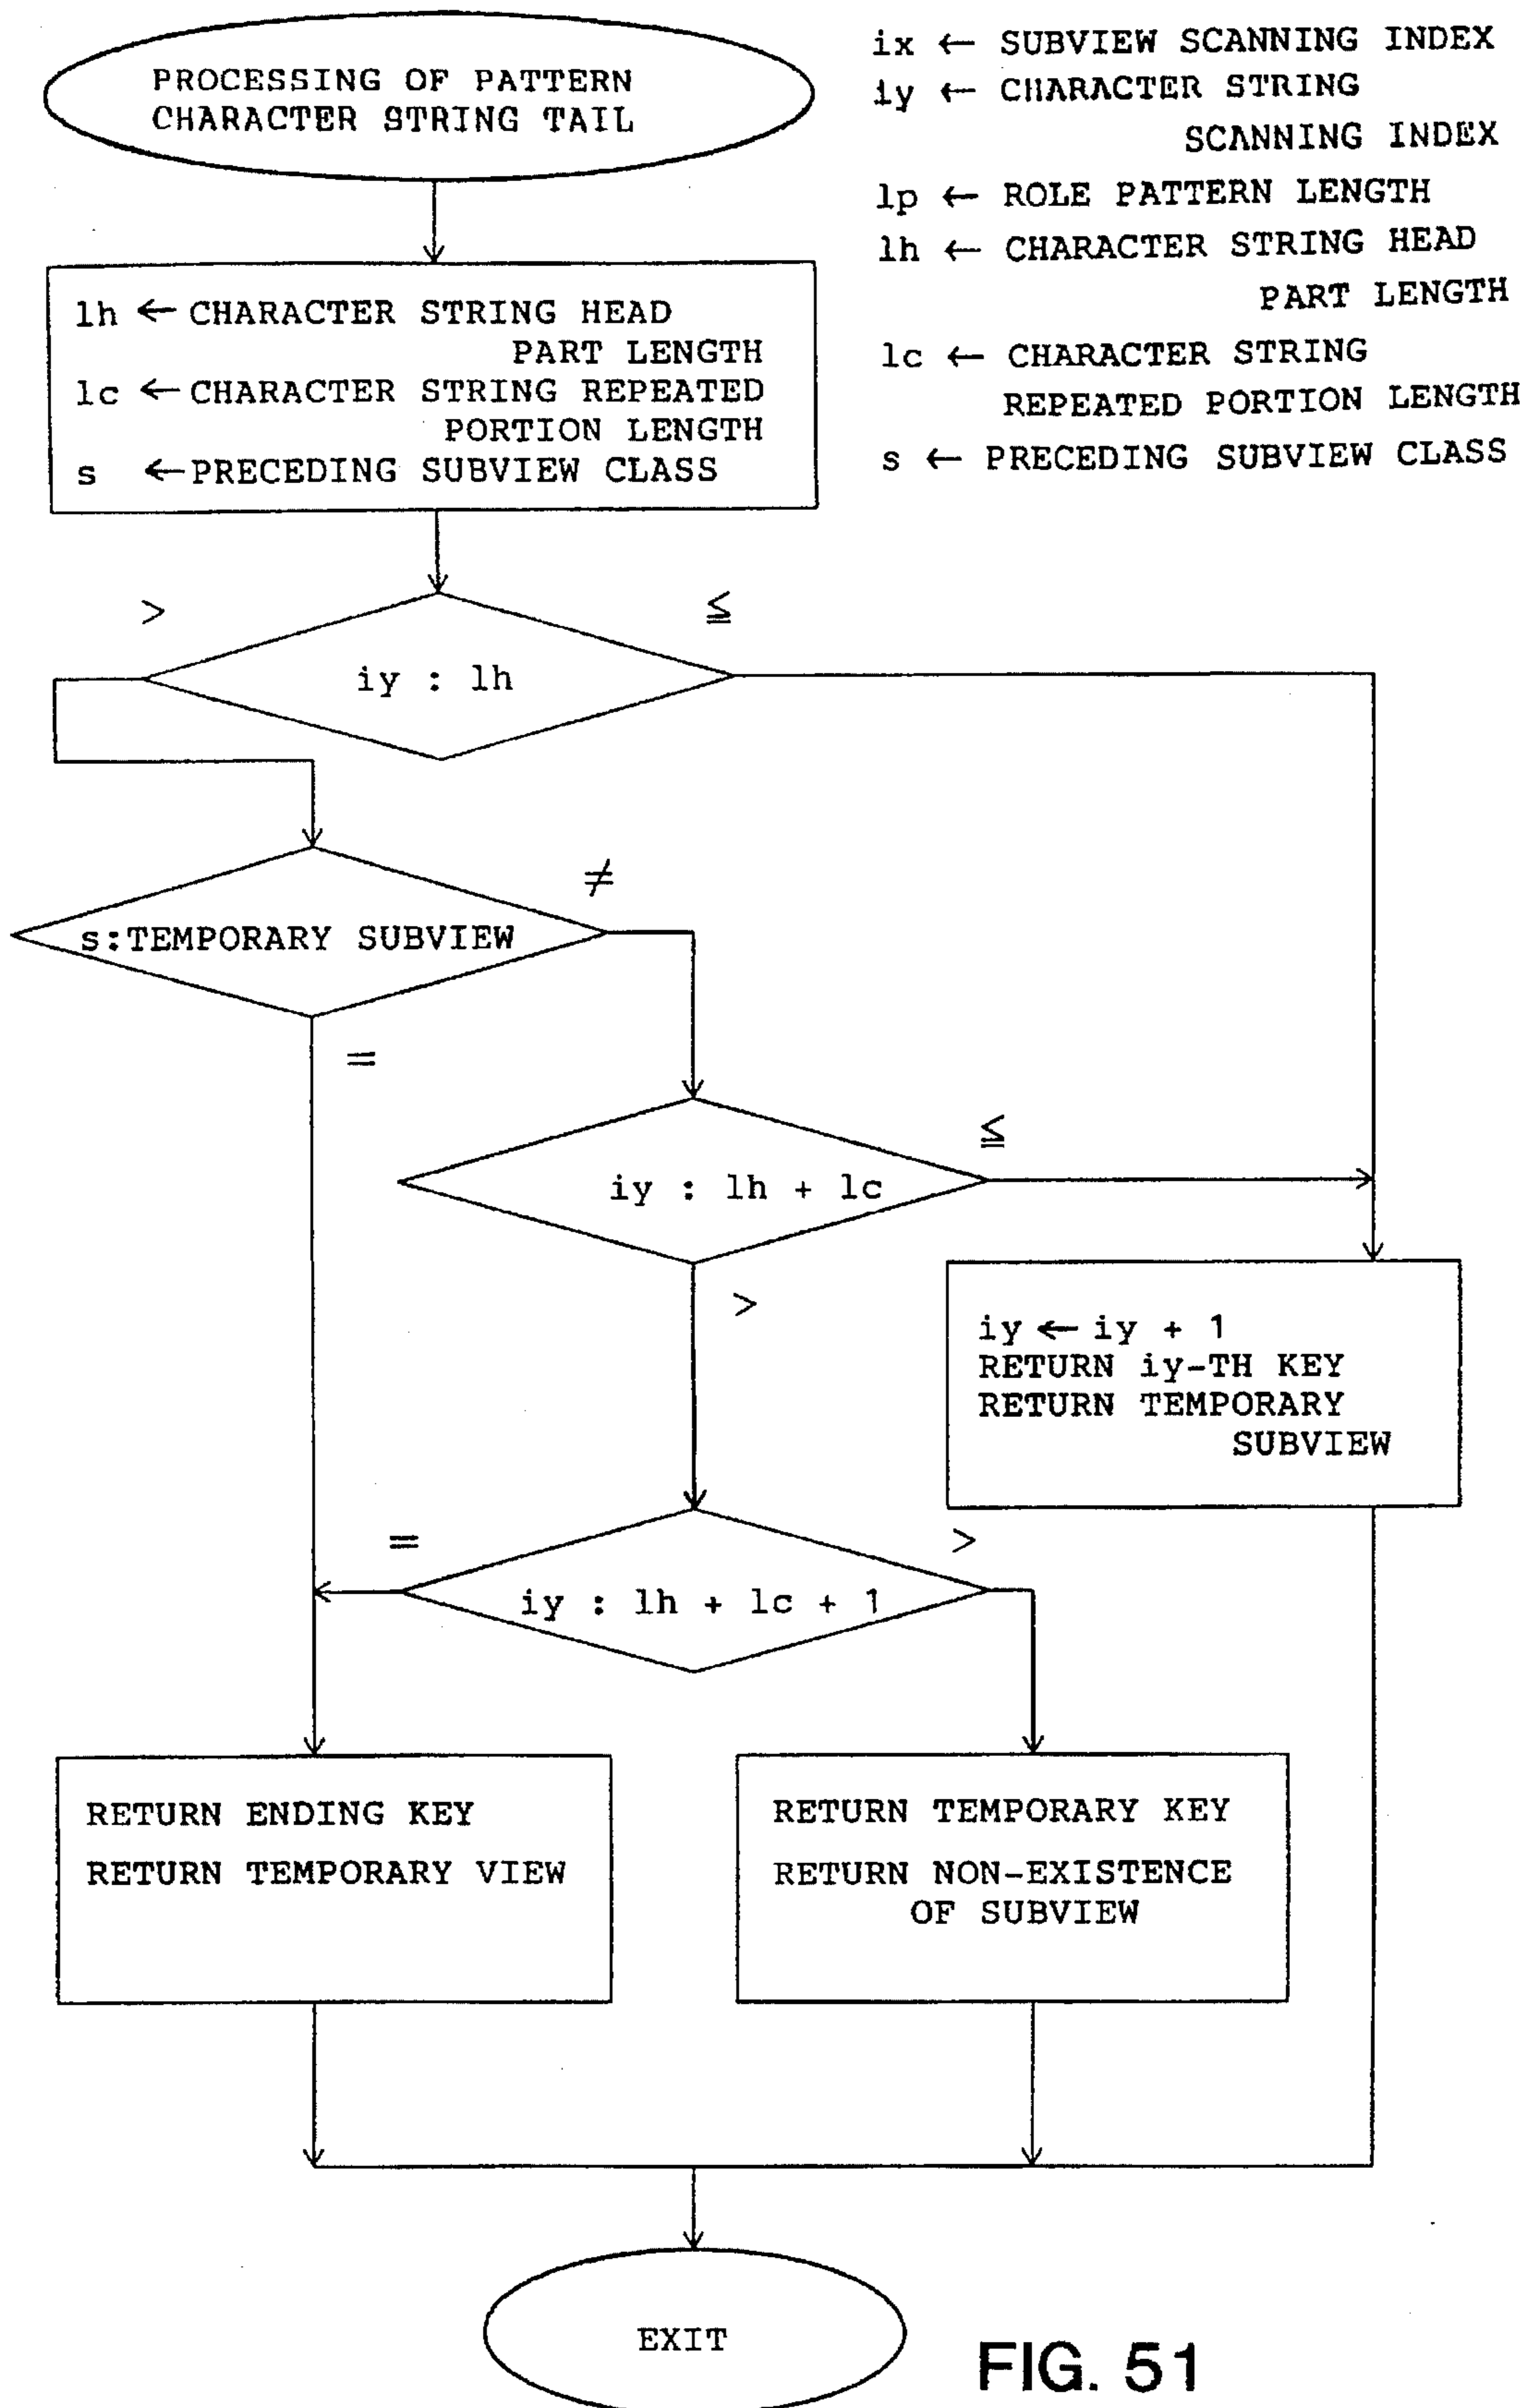 PROCESSING OF PATTERN
CHARACTER STRING TAIL
ix ← SUBVIEW SCANNING INDEX
iy ← CHARACTER STRING
SCANNING INDEX
lp ← ROLE PATTERN LENGTH
lh ← CHARACTER STRING HEAD
PART LENGTH
lc ← CHARACTER STRING
REPEATED PORTION LENGTH
s ← PRECEDING SUBVIEW CLASS
lh ← CHARACTER STRING HEAD
PART LENGTH
lc ← CHARACTER STRING REPEATED
PORTION LENGTH
s ← PRECEDING SUBVIEW CLASS
> ≦
iy : lh
≠
s:TEMPORARY SUBVIEW
=
≦
iy : lh + lc
>
iy ← iy + 1
RETURN iy-TH KEY
RETURN TEMPORARY
SUBVIEW
= >
iy : lh + lc + 1
RETURN ENDING KEY
RETURN TEMPORARY VIEW
RETURN TEMPORARY KEY
RETURN NON-EXISTENCE
OF SUBVIEW
EXIT
FIG. 51